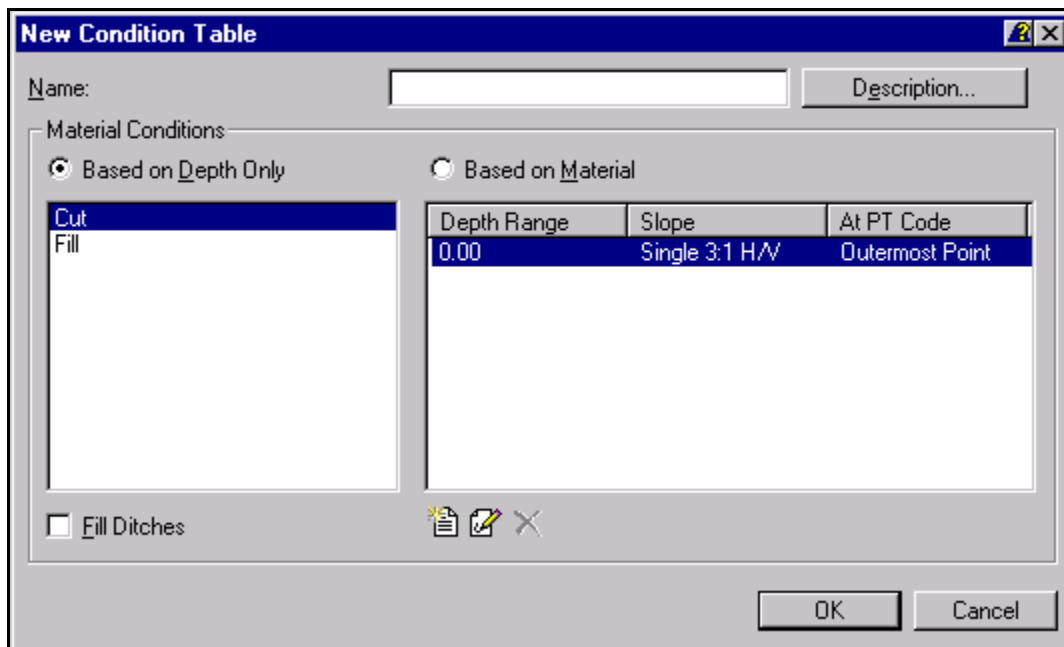 New Condition Table
Name:
Description...
Material Conditions
Based on Depth Only
Based on Material
Cut
Fill
Depth Range Slope At PT Code
0.00 Single 3:1 H/V Outermost Point
Fill Ditches
OK
Cancel